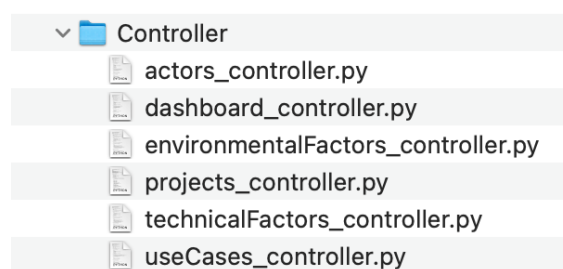 Controller
actors_controller.py
dashboard_controller.py
environmentalFactors_controller.py
projects_controller.py
technicalFactors_controller.py
useCases_controller.py